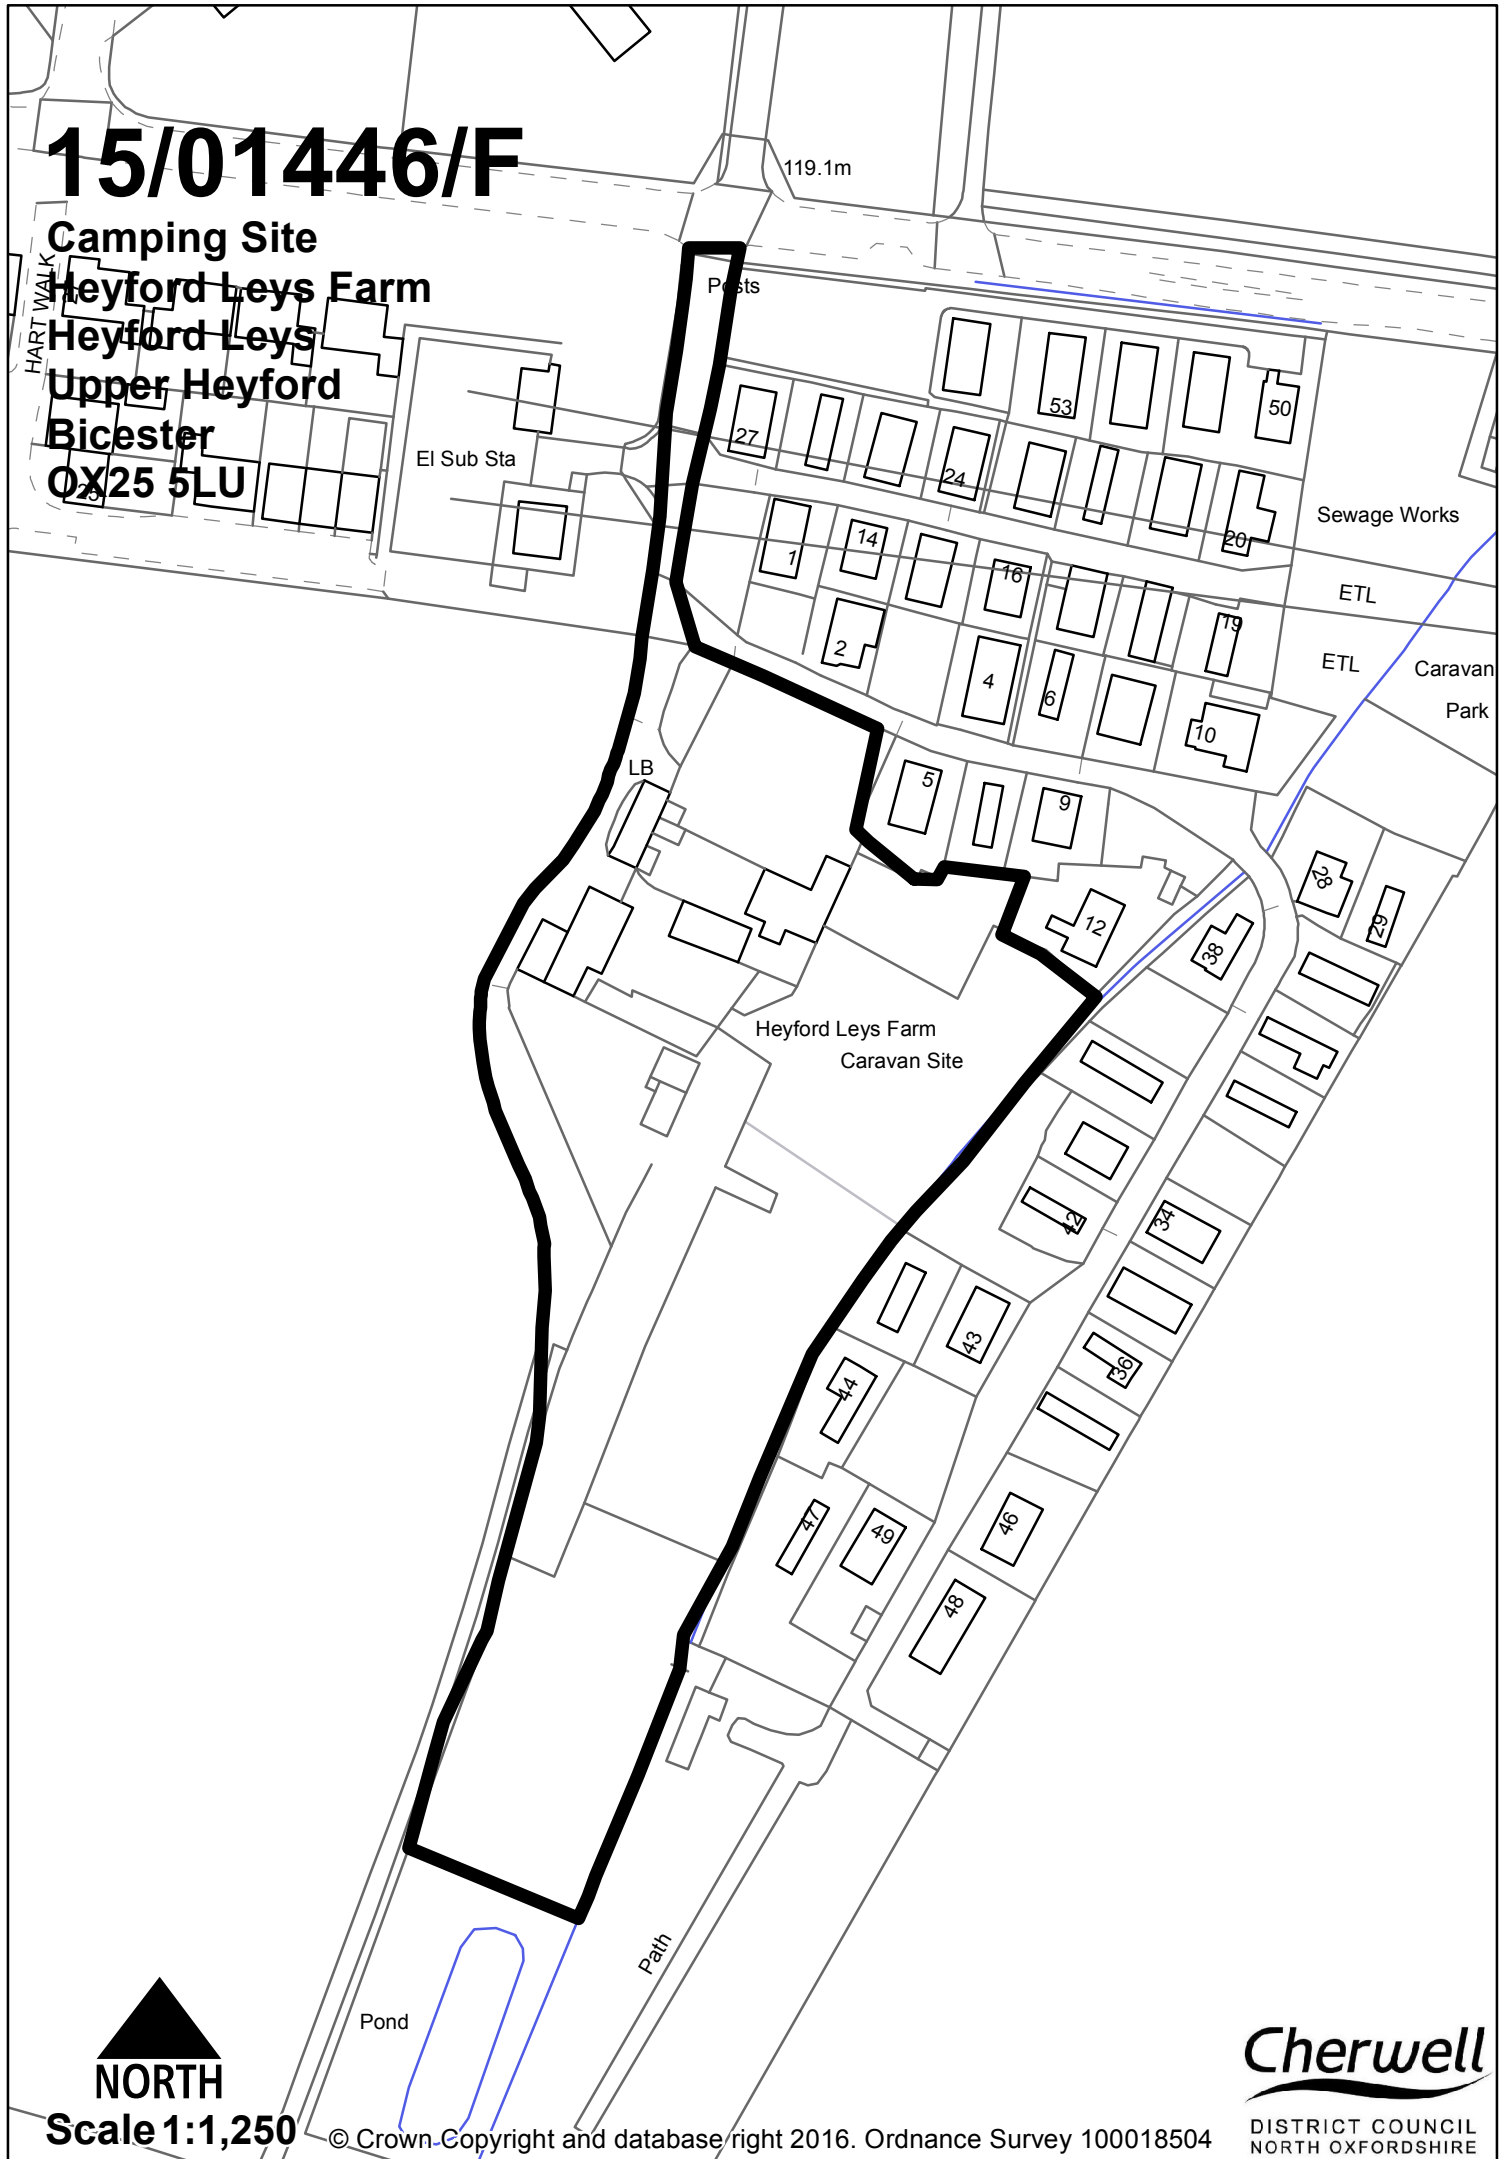 15/01446/F
Camping Site
Heyford Leys Farm
Heyford Leys
Upper Heyford
Bicester
OX25 5LU
HART WALK
25
119.1m
Posts
El Sub Sta
53
50
27
24
20
Sewage Works
1
14
16
19
ETL
ETL
2
4
6
10
Caravan
Park
LB
5
9
12
38
28
29
Heyford Leys Farm
Caravan Site
42
34
43
36
44
47
49
46
48
Path
Pond
NORTH
Scale 1:1,250
© Crown Copyright and database right 2016. Ordnance Survey 100018504
Cherwell
DISTRICT COUNCIL
NORTH OXFORDSHIRE